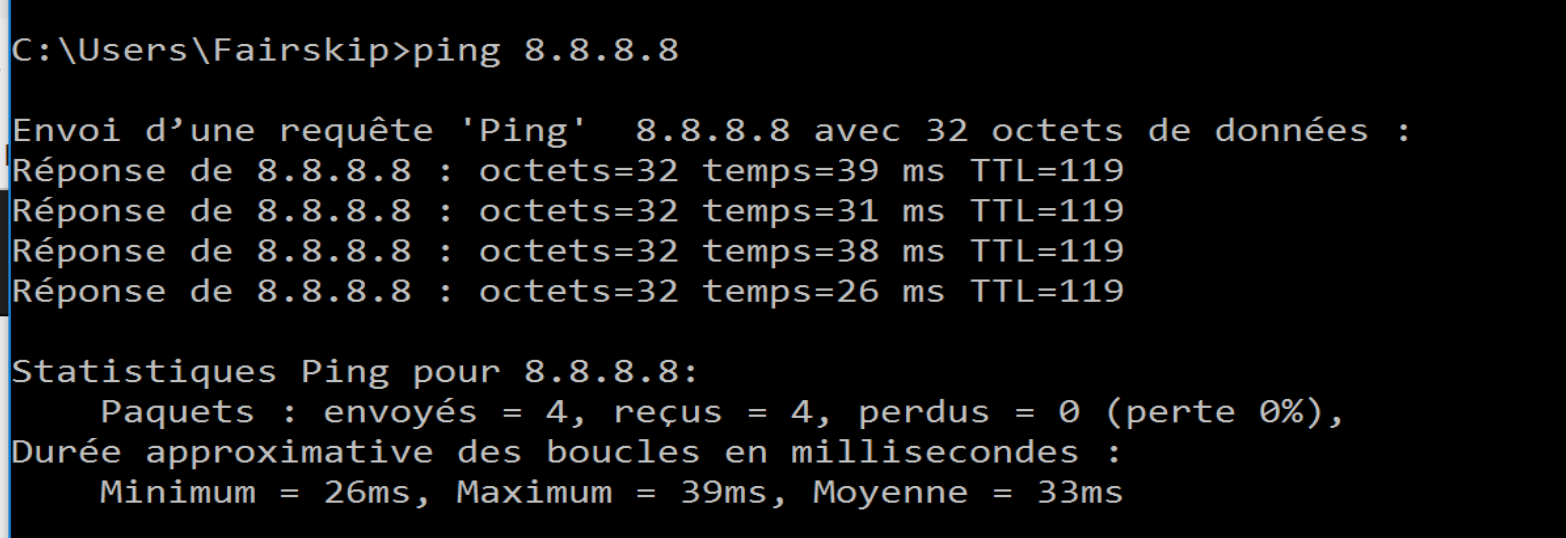 C:\Users\Fairskip>ping 8.8.8.8
Envoi d’une requête 'Ping'  8.8.8.8 avec 32 octets de données :
Réponse de 8.8.8.8 : octets=32 temps=39 ms TTL=119
Réponse de 8.8.8.8 : octets=32 temps=31 ms TTL=119
Réponse de 8.8.8.8 : octets=32 temps=38 ms TTL=119
Réponse de 8.8.8.8 : octets=32 temps=26 ms TTL=119
Statistiques Ping pour 8.8.8.8:
    Paquets : envoyés = 4, reçus = 4, perdus = 0 (perte 0%),
Durée approximative des boucles en millisecondes :
    Minimum = 26ms, Maximum = 39ms, Moyenne = 33ms